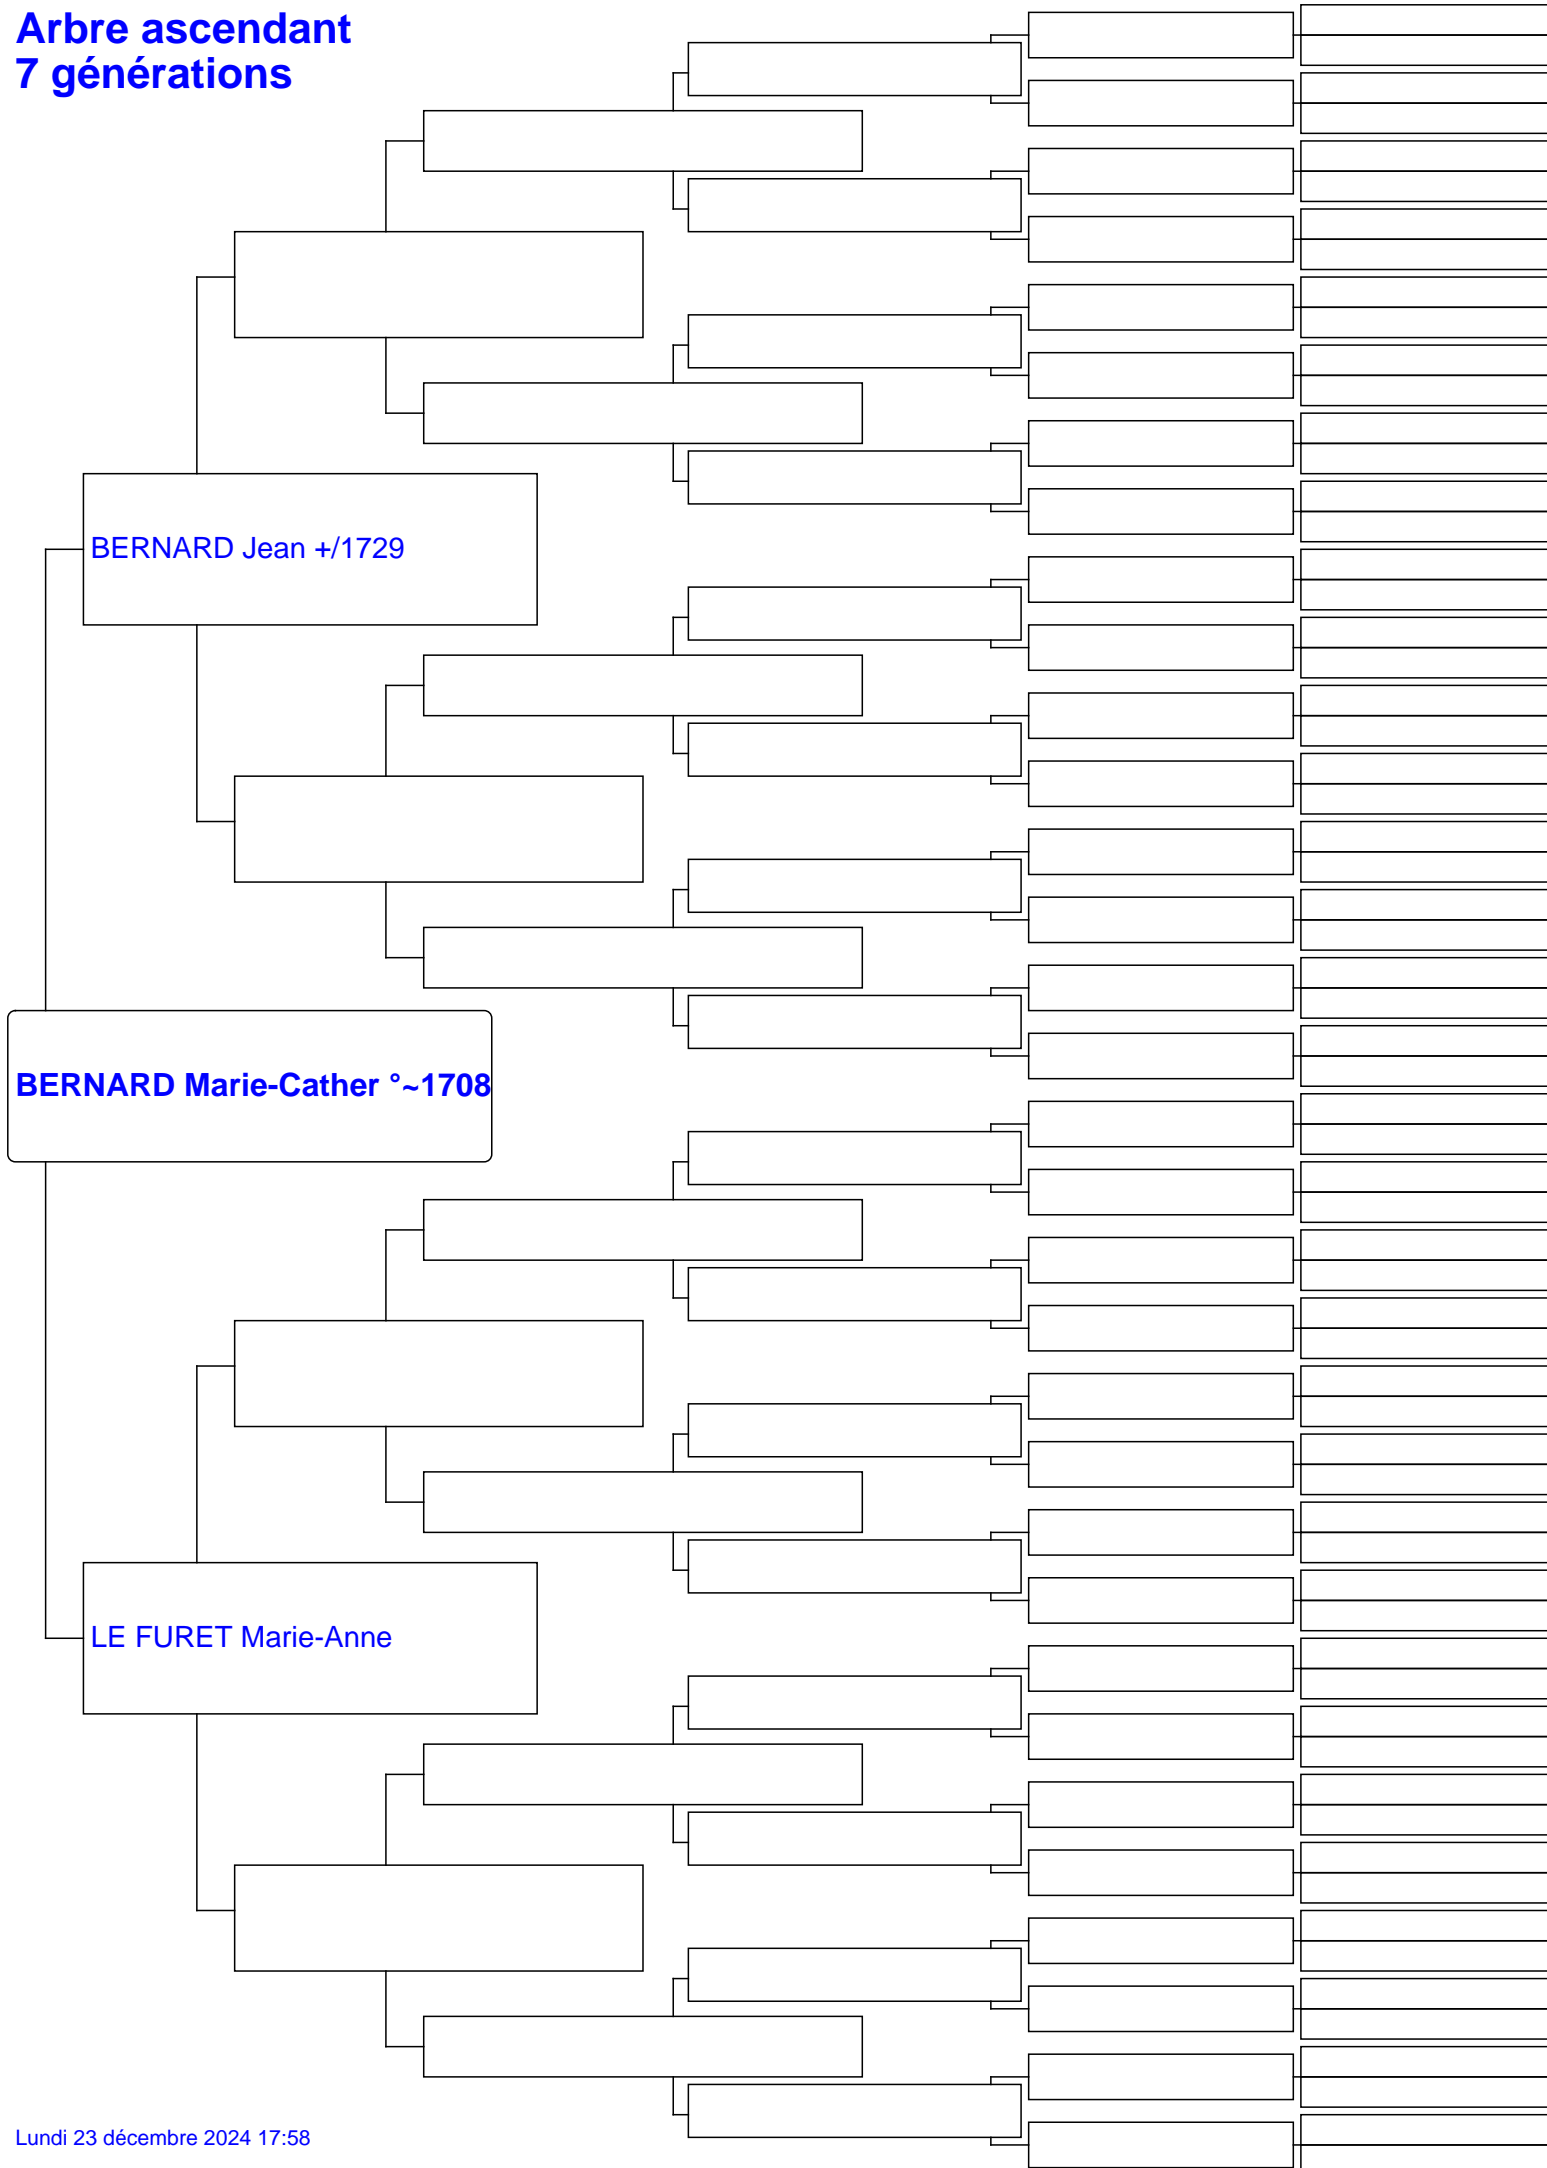 Arbre ascendant
7 générations
BERNARD Jean +/1729
BERNARD Marie-Cather °~1708
LE FURET Marie-Anne
Lundi 23 décembre 2024 17:58